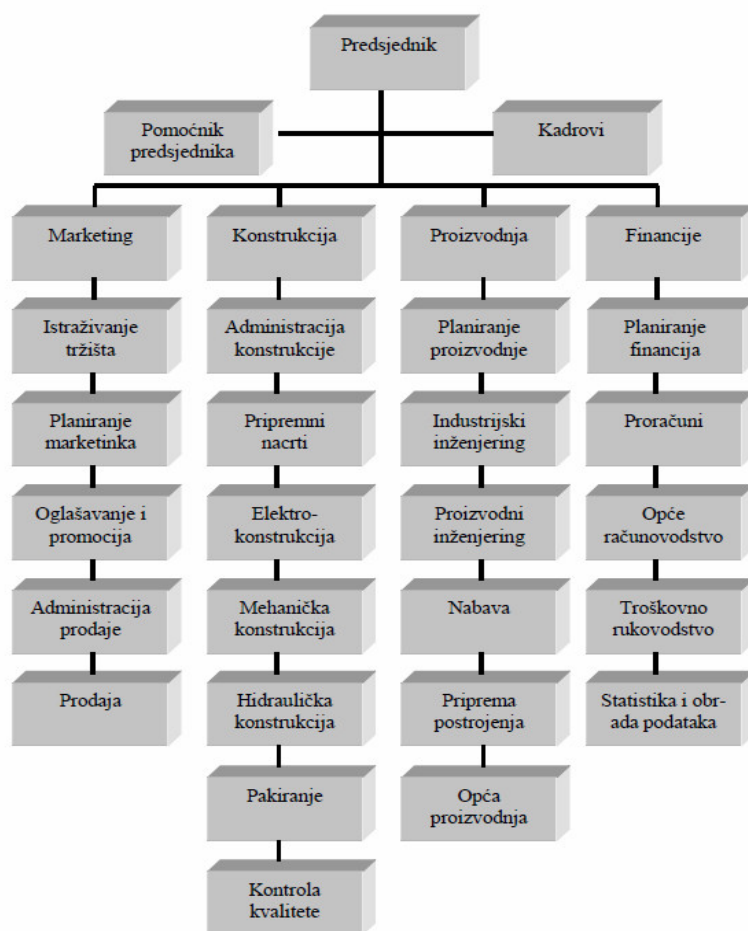 Predsjednik
Pomoćnik
predsjednika
Kadrovi
Marketing
Konstrukcija
Proizvodnja
Financije
Istraživanje
tržišta
Administracija
konstrukcije
Planiranje
proizvodnje
Planiranje
financija
Planiranje
marketinka
Pripremni
nacrti
Industrijski
inženjering
Proračuni
Oglašavanje i
promocija
Elektro-
konstrukcija
Proizvodni
inženjering
Opće
računovodstvo
Administracija
prodaje
Mehanička
konstrukcija
Nabava
Troškovno
rukovodstvo
Prodaja
Hidraulička
konstrukcija
Priprema
postrojenja
Statistika i obr-
ada podataka
Pakiranje
Opća
proizvodnja
Kontrola
kvalitete